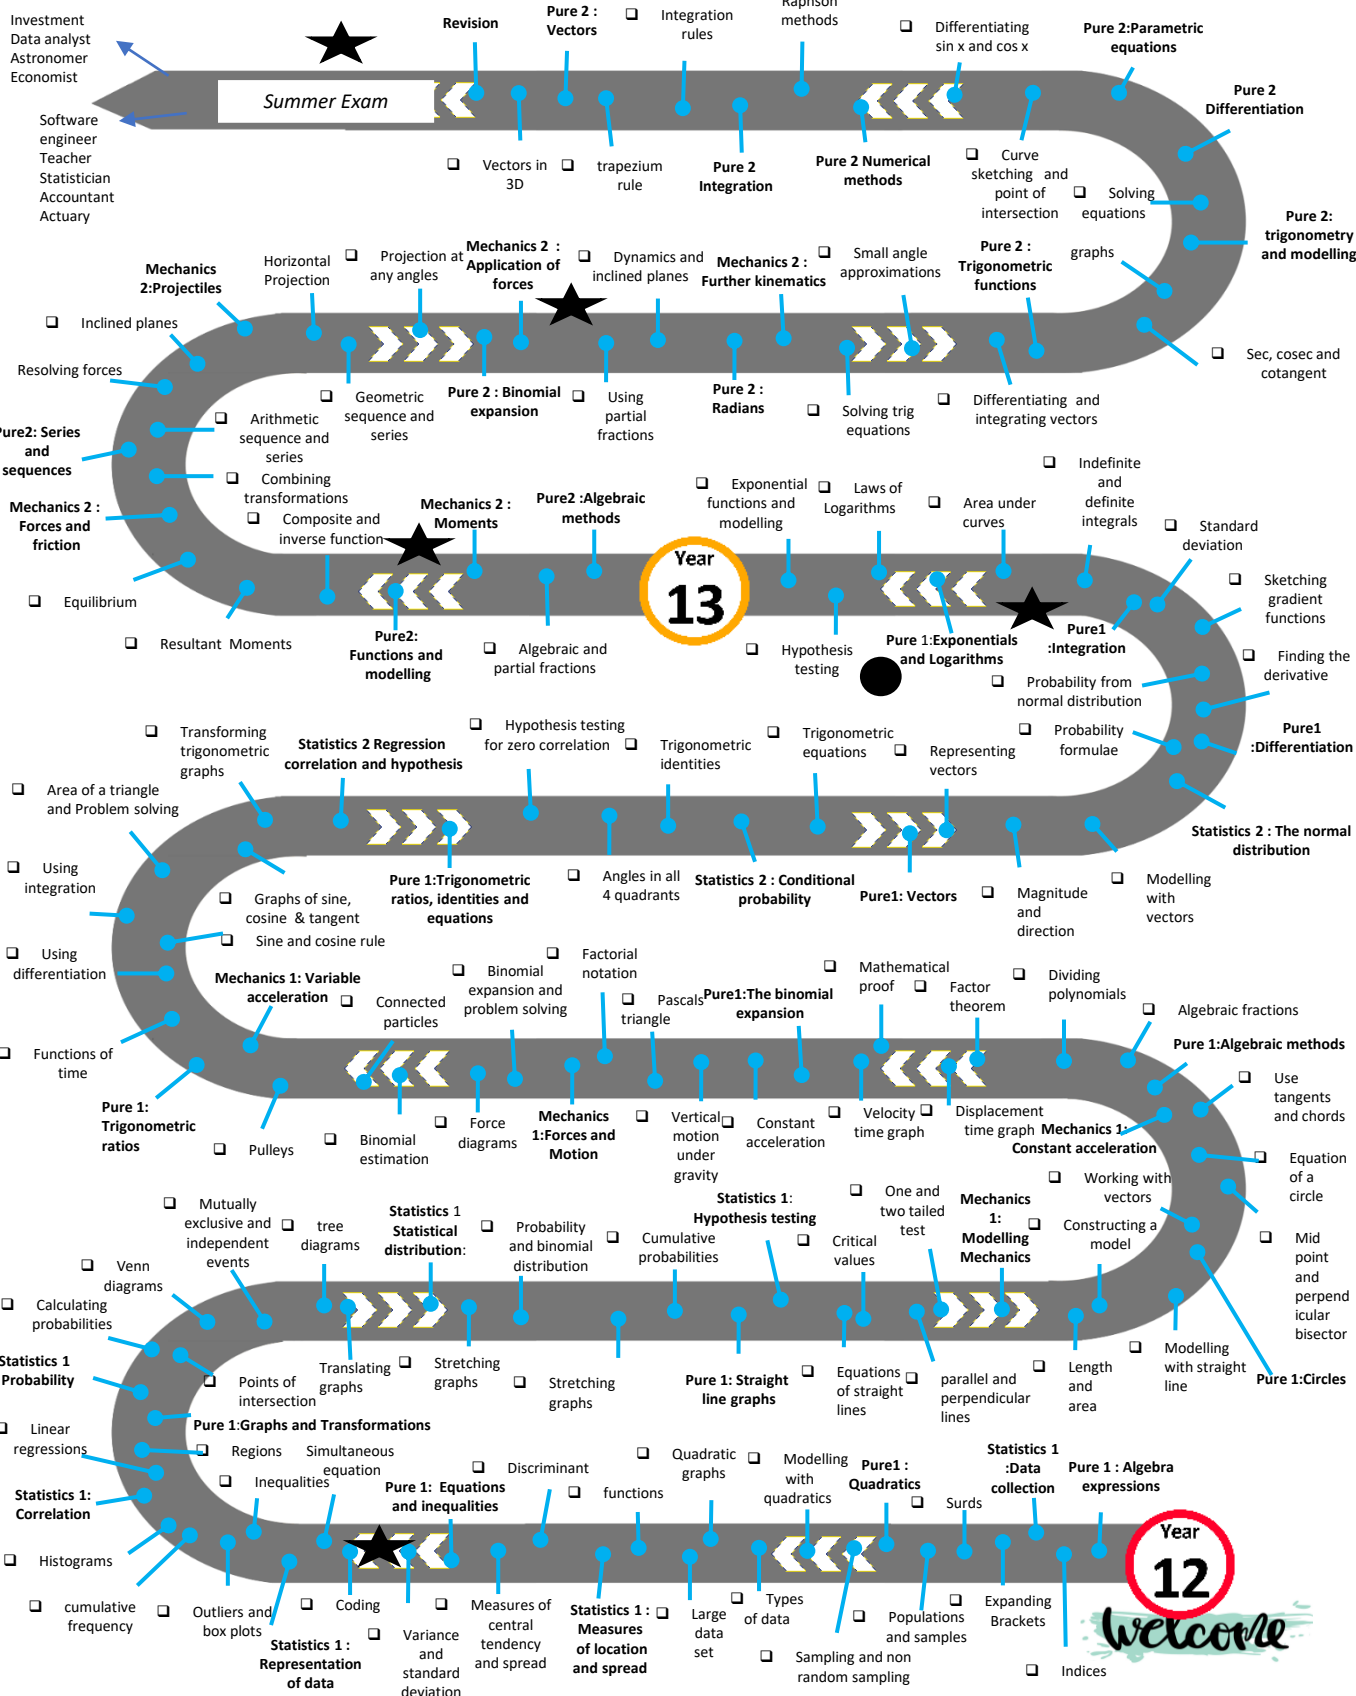 Investment
Data analyst
Astronomer
Economist
Software
engineer
Teacher
Statistician
Accountant
Actuary
Summer Exam
Revision
Pure 2 :
Vectors
Integration
rules
Raphson
methods
Differentiating
sin x and cos x
Pure 2:Parametric
equations
Pure 2
Differentiation
Vectors in
3D
trapezium
rule
Pure 2
Integration
Pure 2 Numerical
methods
Curve
sketching and
point of
intersection
Solving
equations
Pure 2:
trigonometry
and modelling
graphs
Sec, cosec and
cotangent
Mechanics
2:Projectiles
Horizontal
Projection
Projection at
any angles
Mechanics 2 :
Application of
forces
Dynamics and
inclined planes
Mechanics 2 :
Further kinematics
Small angle
approximations
Pure 2 :
Trigonometric
functions
Inclined planes
Resolving forces
Pure2: Series
and
sequences
Mechanics 2 :
Forces and
friction
Arithmetic
sequence and
series
Geometric
sequence and
series
Pure 2 : Binomial
expansion
Using
partial
fractions
Pure 2 :
Radians
Solving trig
equations
Differentiating and
integrating vectors
Combining
transformations
Composite and
inverse function
Mechanics 2 :
Moments
Pure2 :Algebraic
methods
Year
13
Exponential
functions and
modelling
Laws of
Logarithms
Area under
curves
Indefinite
and
definite
integrals
Standard
deviation
Sketching
gradient
functions
Finding the
derivative
Equilibrium
Resultant Moments
Pure2:
Functions and
modelling
Algebraic and
partial fractions
Hypothesis
testing
Pure 1:Exponentials
and Logarithms
Pure1
:Integration
Probability from
normal distribution
Probability
formulae
Pure1
:Differentiation
Statistics 2 : The normal
distribution
Transforming
trigonometric
graphs
Statistics 2 Regression
correlation and hypothesis
Hypothesis testing
for zero correlation
Trigonometric
identities
Trigonometric
equations
Representing
vectors
Area of a triangle
and Problem solving
Using
integration
Using
differentiation
Functions of
time
Graphs of sine,
cosine & tangent
Sine and cosine rule
Pure 1:Trigonometric
ratios, identities and
equations
Angles in all
4 quadrants
Statistics 2 : Conditional
probability
Pure1: Vectors
Magnitude
and
direction
Modelling
with
vectors
Mechanics 1: Variable
acceleration
Connected
particles
Binomial
expansion and
problem solving
Factorial
notation
Pascals
triangle
Pure1:The binomial
expansion
Mathematical
proof
Factor
theorem
Dividing
polynomials
Algebraic fractions
Pure 1:Algebraic methods
Use
tangents
and chords
Equation
of a
circle
Mid
point
and
perpend
icular
bisector
Pure 1:
Trigonometric
ratios
Pulleys
Binomial
estimation
Force
diagrams
Mechanics
1:Forces and
Motion
Vertical
motion
under
gravity
Constant
acceleration
Velocity
time graph
Displacement
time graph
Mechanics 1:
Constant acceleration
Working with
vectors
Constructing a
model
Mutually
exclusive and
independent
events
tree
diagrams
Statistics 1
Statistical
distribution:
Probability
and binomial
distribution
Cumulative
probabilities
Statistics 1:
Hypothesis testing
Critical
values
One and
two tailed
test
Mechanics
1:
Modelling
Mechanics
Venn
diagrams
Calculating
probabilities
Statistics 1
Probability
Linear
regressions
Statistics 1:
Correlation
Points of
intersection
Translating
graphs
Stretching
graphs
Stretching
graphs
Pure 1: Straight
line graphs
Equations
of straight
lines
parallel and
perpendicular
lines
Length
and
area
Modelling
with straight
line
Pure 1:Circles
Pure 1:Graphs and Transformations
Regions
Simultaneous
equation
Inequalities
Pure 1: Equations
and inequalities
Discriminant
functions
Quadratic
graphs
Modelling
with
quadratics
Pure1 :
Quadratics
Surds
Statistics 1
:Data
collection
Pure 1 : Algebra
expressions
Year
12
welcome
Histograms
cumulative
frequency
Outliers and
box plots
Statistics 1 :
Representation
of data
Coding
Variance
and
standard
deviation
Measures of
central
tendency
and spread
Statistics 1 :
Measures
of location
and spread
Large
data
set
Types
of data
Sampling and non
random sampling
Populations
and samples
Expanding
Brackets
Indices